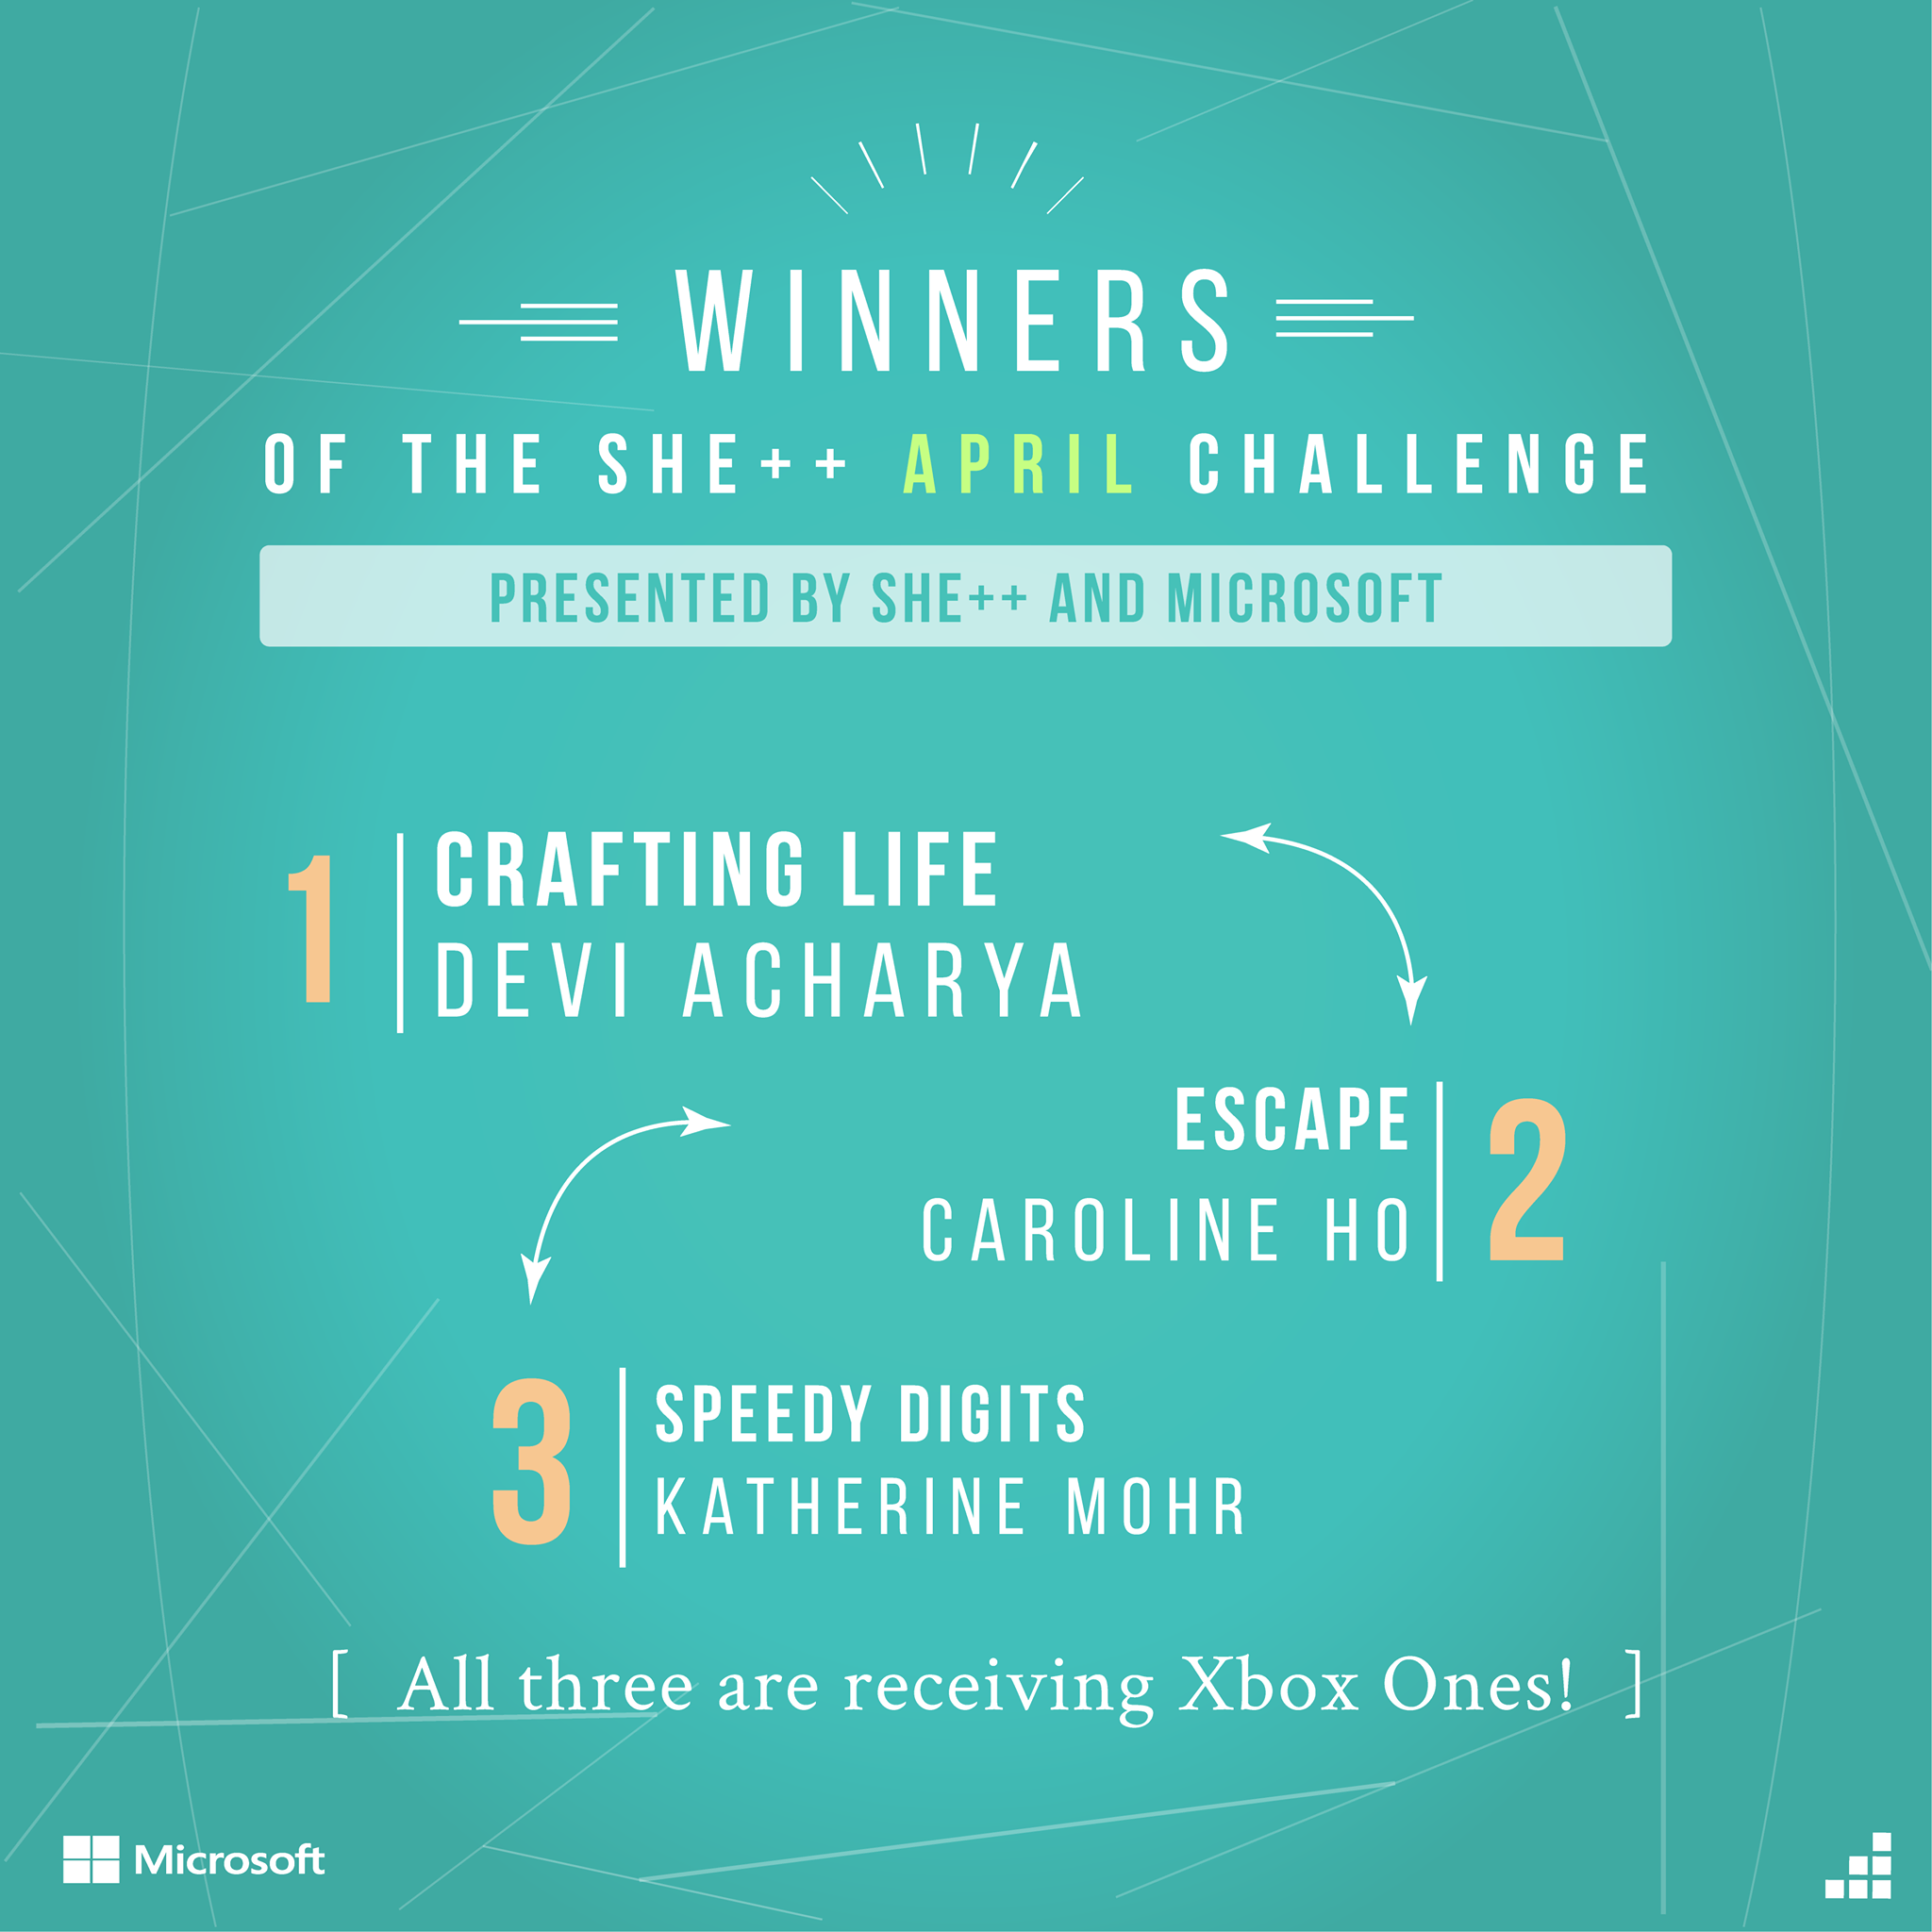 WINNERS
OF THE SHE++ APRIL CHALLENGE
PRESENTED BY SHE++ AND MICROSOFT
1
CRAFTING LIFE
DEVI ACHARYA
ESCAPE
CAROLINE HO
2
3
SPEEDY DIGITS
KATHERINE MOHR
[ All three are receiving Xbox Ones! ]
Microsoft